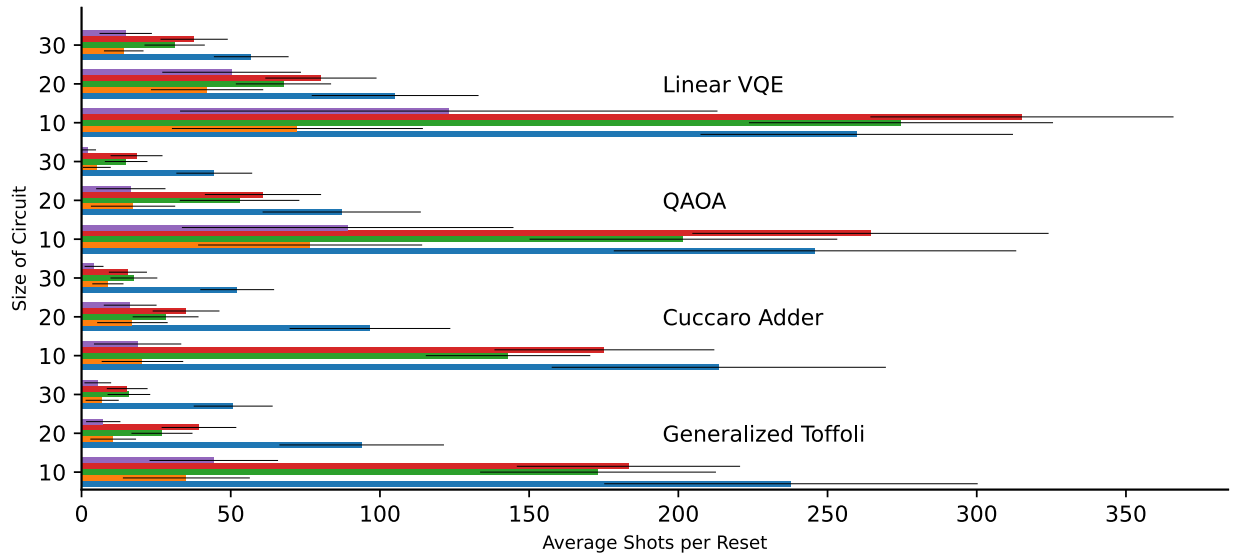 30
20
Linear VQE
10
30
20
QAOA
10
30
20
Cuccaro Adder
10
30
20
Generalized Toffoli
10
Size of Circuit
0 50 100 150 200 250 300 350
Average Shots per Reset